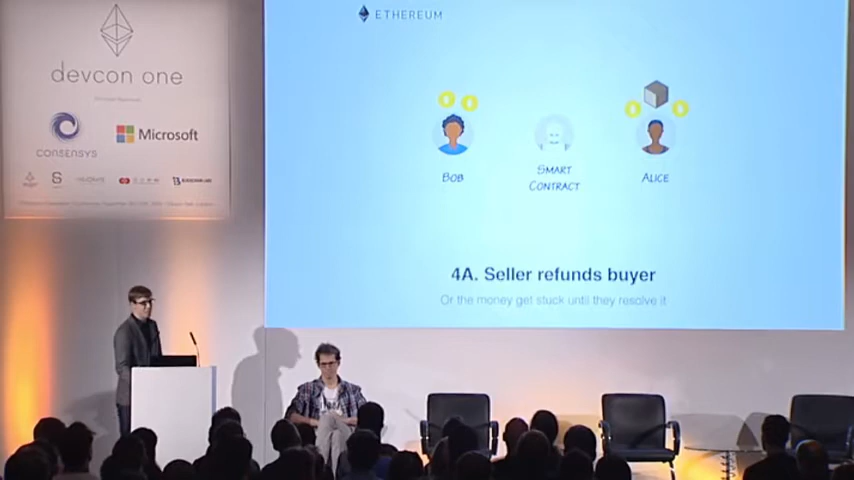 devcon one
CONSENSYS
Microsoft
ETHEREUM
BOB
SMART
CONTRACT
ALICE
4A. Seller refunds buyer
Or the money get stuck until they resolve it